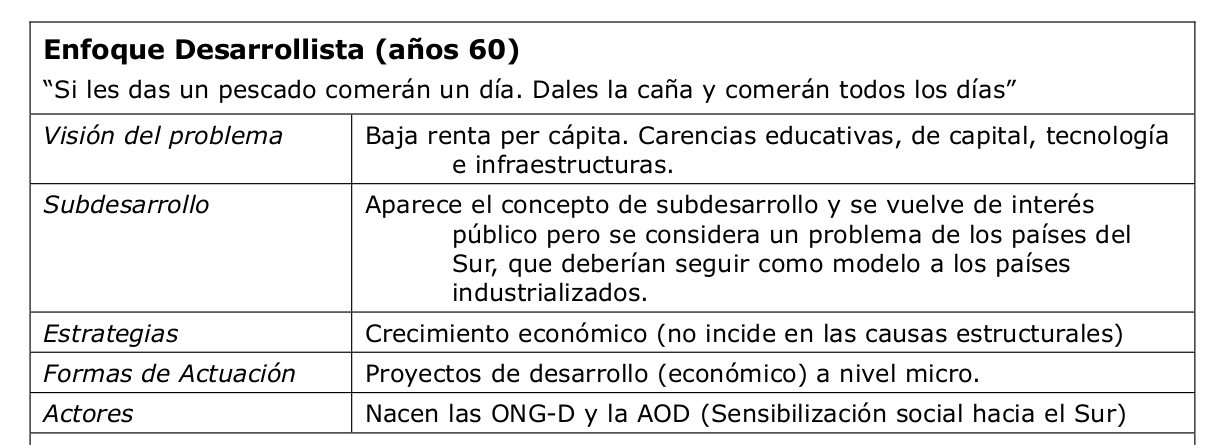 Enfoque Desarrollista (años 60)
“Si les das un pescado comerán un día. Dales la caña y comerán todos los días”
Visión del problema
Baja renta per cápita. Carencias educativas, de capital, tecnología
e infraestructuras.
Subdesarrollo
Aparece el concepto de subdesarrollo y se vuelve de interés
público pero se considera un problema de los países del
Sur, que deberían seguir como modelo a los países
industrializados.
Estrategias
Crecimiento económico (no incide en las causas estructurales)
Formas de Actuación
Proyectos de desarrollo (económico) a nivel micro.
Actores
Nacen las ONG-D y la AOD (Sensibilización social hacia el Sur)